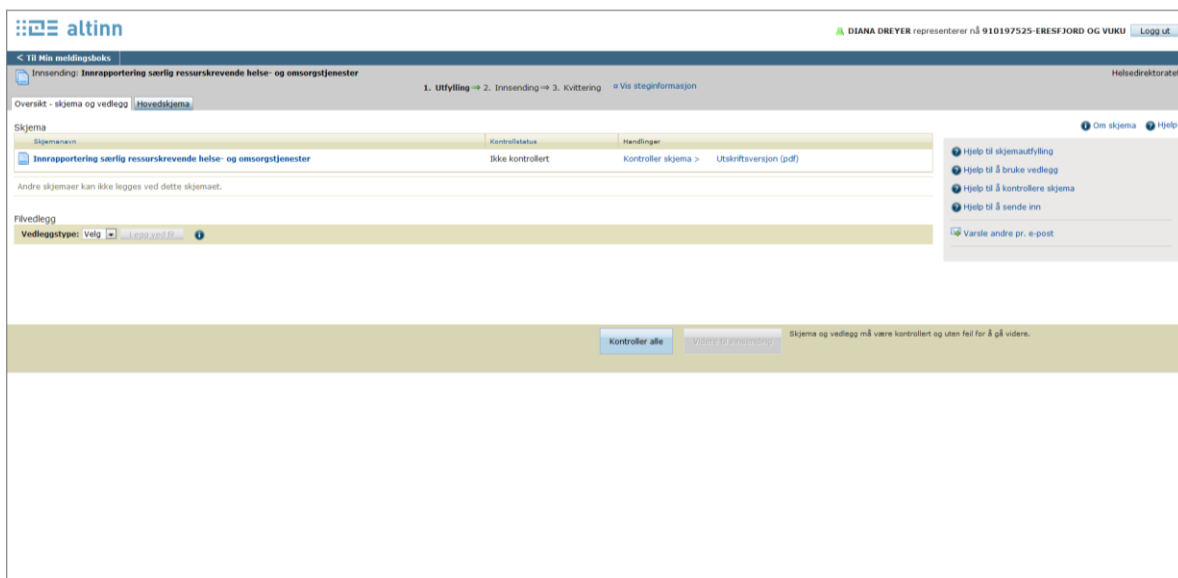 altinn
DIANA DREYER representerer nå 910197525-ERESFJORD OG VUKU Logg ut
< Til Min meldingsboks
Innsending: Innrapportering særlig ressurskrevende helse- og omsorgstjenester
Helsedirektoratet
1. Utfylling ⇒ 2. Innsending ⇒ 3. Kvittering Vis steginformasjon
Oversikt - skjema og vedlegg Hovedskjema
Om skjema Hjelp
Skjema
Skjemanavn Kontrollstatus Handlinger
Innrapportering særlig ressurskrevende helse- og omsorgstjenester Ikke kontrollert Kontroller skjema > Utskriftsversjon (pdf)
Andre skjemaer kan ikke legges ved dette skjemaet.
Filvedlegg
Vedleggstype: Velg Legg ved fil...
Hjelp til skjemautfylling
Hjelp til å bruke vedlegg
Hjelp til å kontrollere skjema
Hjelp til å sende inn
Varsle andre pr. e-post
Kontroller alle Videre til innsending Skjema og vedlegg må være kontrollert og uten feil for å gå videre.